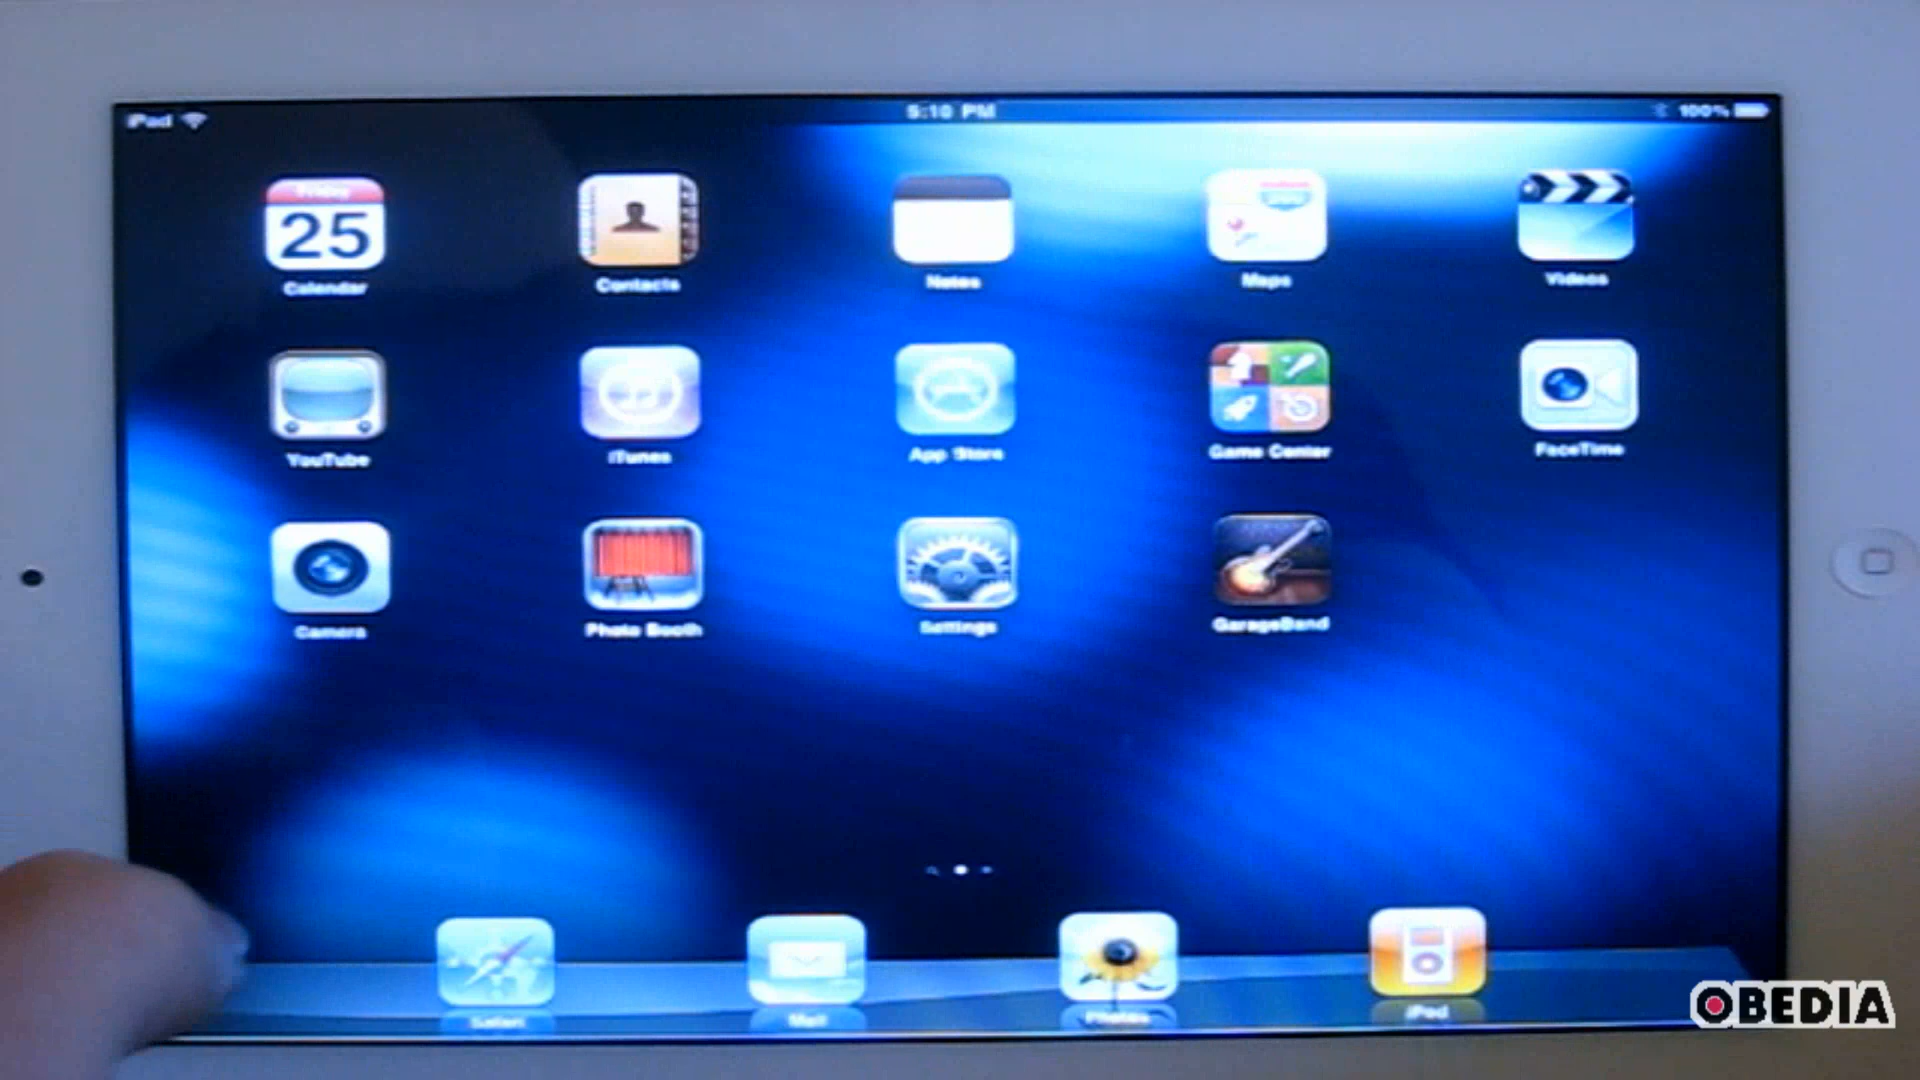 iPad 5:10 PM 100%
Friday
25
Calendar Contacts Notes Maps Videos
YouTube iTunes App Store Game Center FaceTime
Camera Photo Booth Settings GarageBand
Safari Mail Photos iPod
OBEDIA